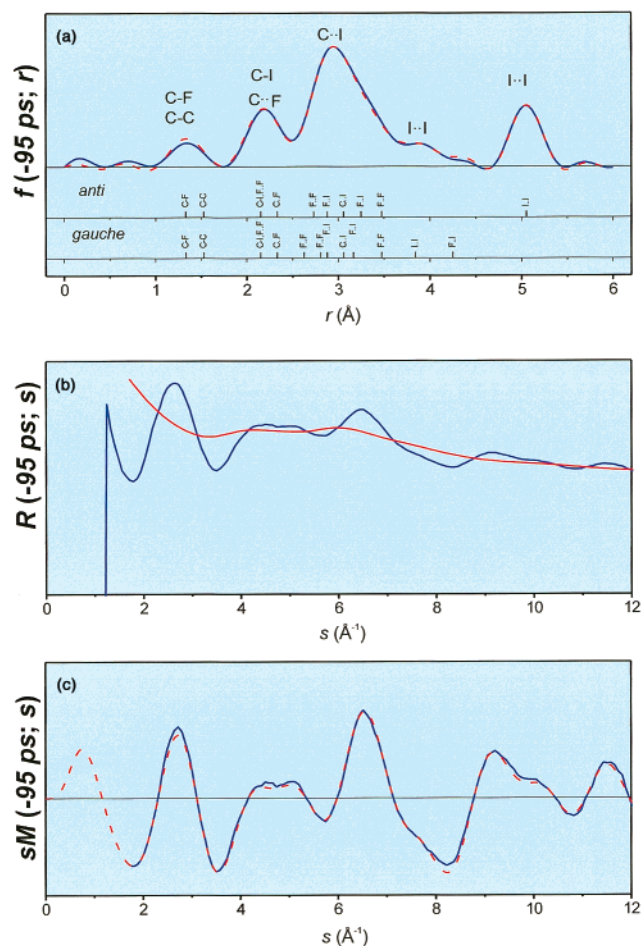 (a)
C··I
C-I
C··F
C-F
C-C
I··I
I··I
f (-95 ps; r)
anti
C-F
C-C
C-I, F..F
C..F
F..F
F..I
C..I
F..I
F..F
I..I
gauche
C-F
C-C
C-I, F..F
C..F
F..F
F..F
F..I
C..I
F..I
F..F
I..I
F..I
0 1 2 3 4 5 6
r (Å)
(b)
R (-95 ps; s)
0 2 4 6 8 10 12
s (Å-1)
(c)
sM (-95 ps; s)
0 2 4 6 8 10 12
s (Å-1)